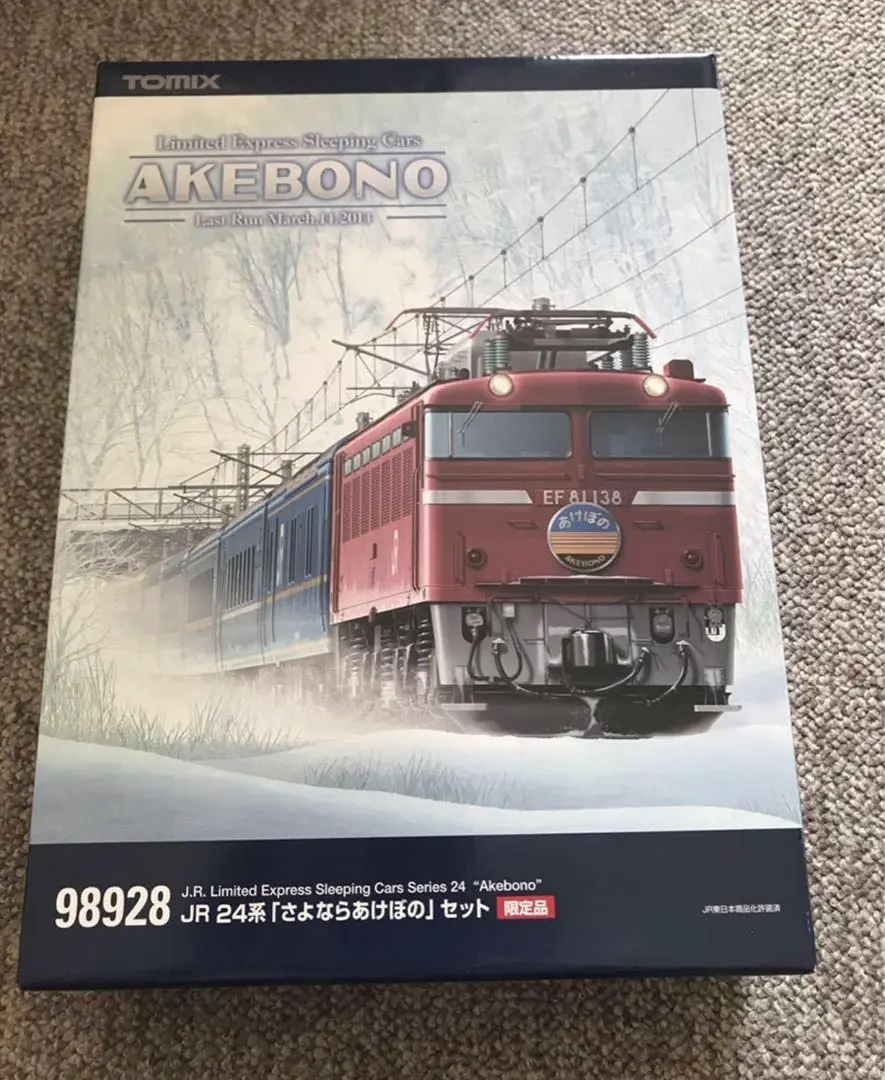 TOMIX
Limited Express Sleeping Cars
AKEBONO
Last Run March.14.2014
EF 81 138
あけぼの
AKEBONO
98928
J.R. Limited Express Sleeping Cars Series 24 “Akebono”
JR 24系「さよならあけぼの」セット 限定品
JR東日本商品化許諾済